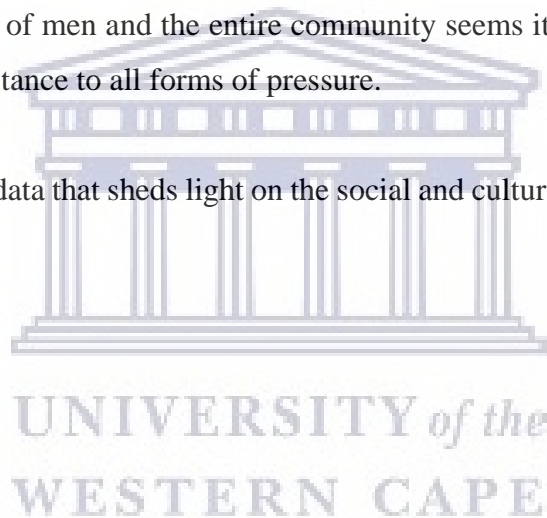 of men and the entire community seems it
tance to all forms of pressure.
data that sheds light on the social and cultur
UNIVERSITY of the
WESTERN CAPE